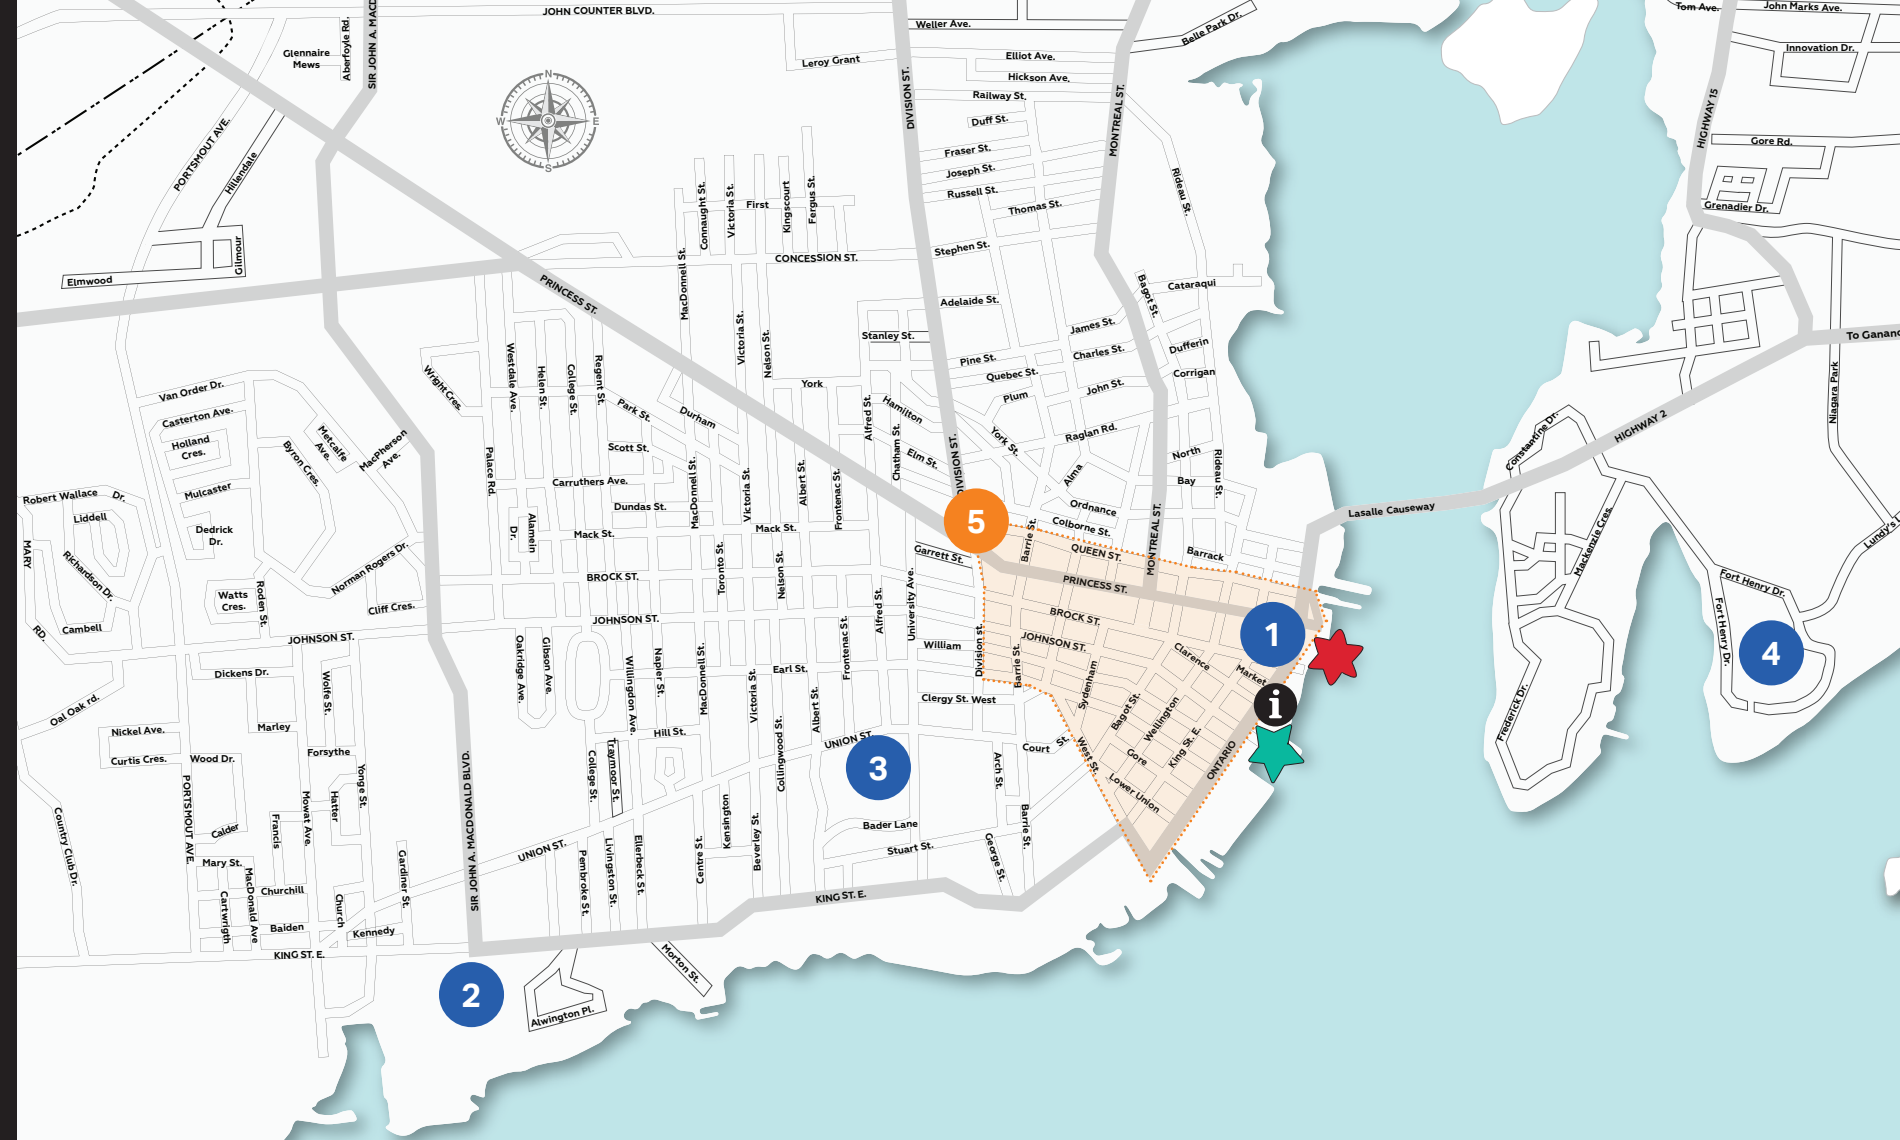 JOHN COUNTER BLVD.
Weller Ave.
Belle Park Dr.
Tom Ave.
John Marks Ave.
Innovation Dr.
Glennaire
Mews
Aberfoyle Rd.
Leroy Grant
Elliot Ave.
Hickson Ave.
Railway St.
Duff St.
DIVISION ST.
MONTREAL ST.
HIGHWAY 15
Gore Rd.
Grenadier Dr.
N
W
E
S
PORTSMOUTH AVE.
Hillendale
Gilmour
Elmwood
Fraser St.
Joseph St.
Russell St.
Thomas St.
Rideau St.
Stephen St.
Connaught St.
Victoria St.
First
Kingscourt
Fergus St.
CONCESSION ST.
MacDonnell St.
PRINCESS ST.
Adelaide St.
Bagot St.
Cataraqui
Stanley St.
James St.
Charles St.
Dufferin
Corrigan
Pine St.
Quebec St.
John St.
Plum
To Ganano
Niagara Park
HIGHWAY 2
Constantine Dr.
Victoria St.
Nelson St.
Westdale Ave.
Helen St.
College St.
Regent St.
Wright Cres.
Van Order Dr.
Casterton Ave.
Holland
Cres.
Mulcaster
Dedrick
Dr.
Byron Cres.
Metcalfe
Ave.
MacPherson
Ave.
York
Park St.
Durham
Scott St.
Carruthers Ave.
Dundas St.
Mack St.
Mack St.
Palace Rd.
Alamein
Dr.
Alfred St.
Hamilton
Chatham St.
Elm St.
York St.
Raglan Rd.
Alma
North
Bay
Rideau St.
Ordnance
Colborne St.
Barrack
DIVISION ST.
Lasalle Causeway
Robert Wallace
Dr.
Liddell
MARY
RD.
Richardson Dr.
Cambell
Watts
Cres.
Roden St.
Norman Rogers Dr.
Cliff Cres.
MacDonnell St.
Victoria St.
Albert St.
Frontenac St.
Toronto St.
Nelson St.
BROCK ST.
JOHNSON ST.
JOHNSON ST.
5
Garrett St.
Barrie St.
QUEEN ST.
MONTREAL ST.
PRINCESS ST.
BROCK ST.
JOHNSON ST.
University Ave.
Alfred St.
William
Division st.
Barrie St.
Clarence
Market
1
i
4
Mackenzie Cres.
Fort Henry Dr.
Fort Henry Dr.
Frederick Dr.
Dickens Dr.
Oal Oak rd.
Wolfe St.
Marley
Nickel Ave.
Curtis Cres.
Wood Dr.
Forsythe
Yonge St.
Oakridge Ave.
Gibson Ave.
Willingdon Ave.
Napier St.
MacDonnell St.
Victoria St.
Earl St.
Frontenac St.
Albert St.
Clergy St. West
Hill St.
Collingwood St.
UNION ST.
3
Court
St.
West St
Sydenham
Bagot St.
Wellington
King St. E.
Gore
Lower Union
ONTARIO
Arch St.
Barrie St.
George St.
Bader Lane
Stuart St.
College St.
Traymoor St.
Kensington
Beverley St.
Centre St.
Ellerbeck St.
Livingston St.
Pembroke St.
UNION ST.
SIR JOHN A. MACDONALD BLVD.
PORTSMOUTH AVE.
Country Club Dr.
Calder
Francis
Mowat Ave.
Hatter
Mary St.
MacDonald Ave
Cartwrigth
Churchill
Church
Gardiner St.
Baiden
Kennedy
KING ST. E.
KING ST. E.
2
Alwington Pl.
Morton St.